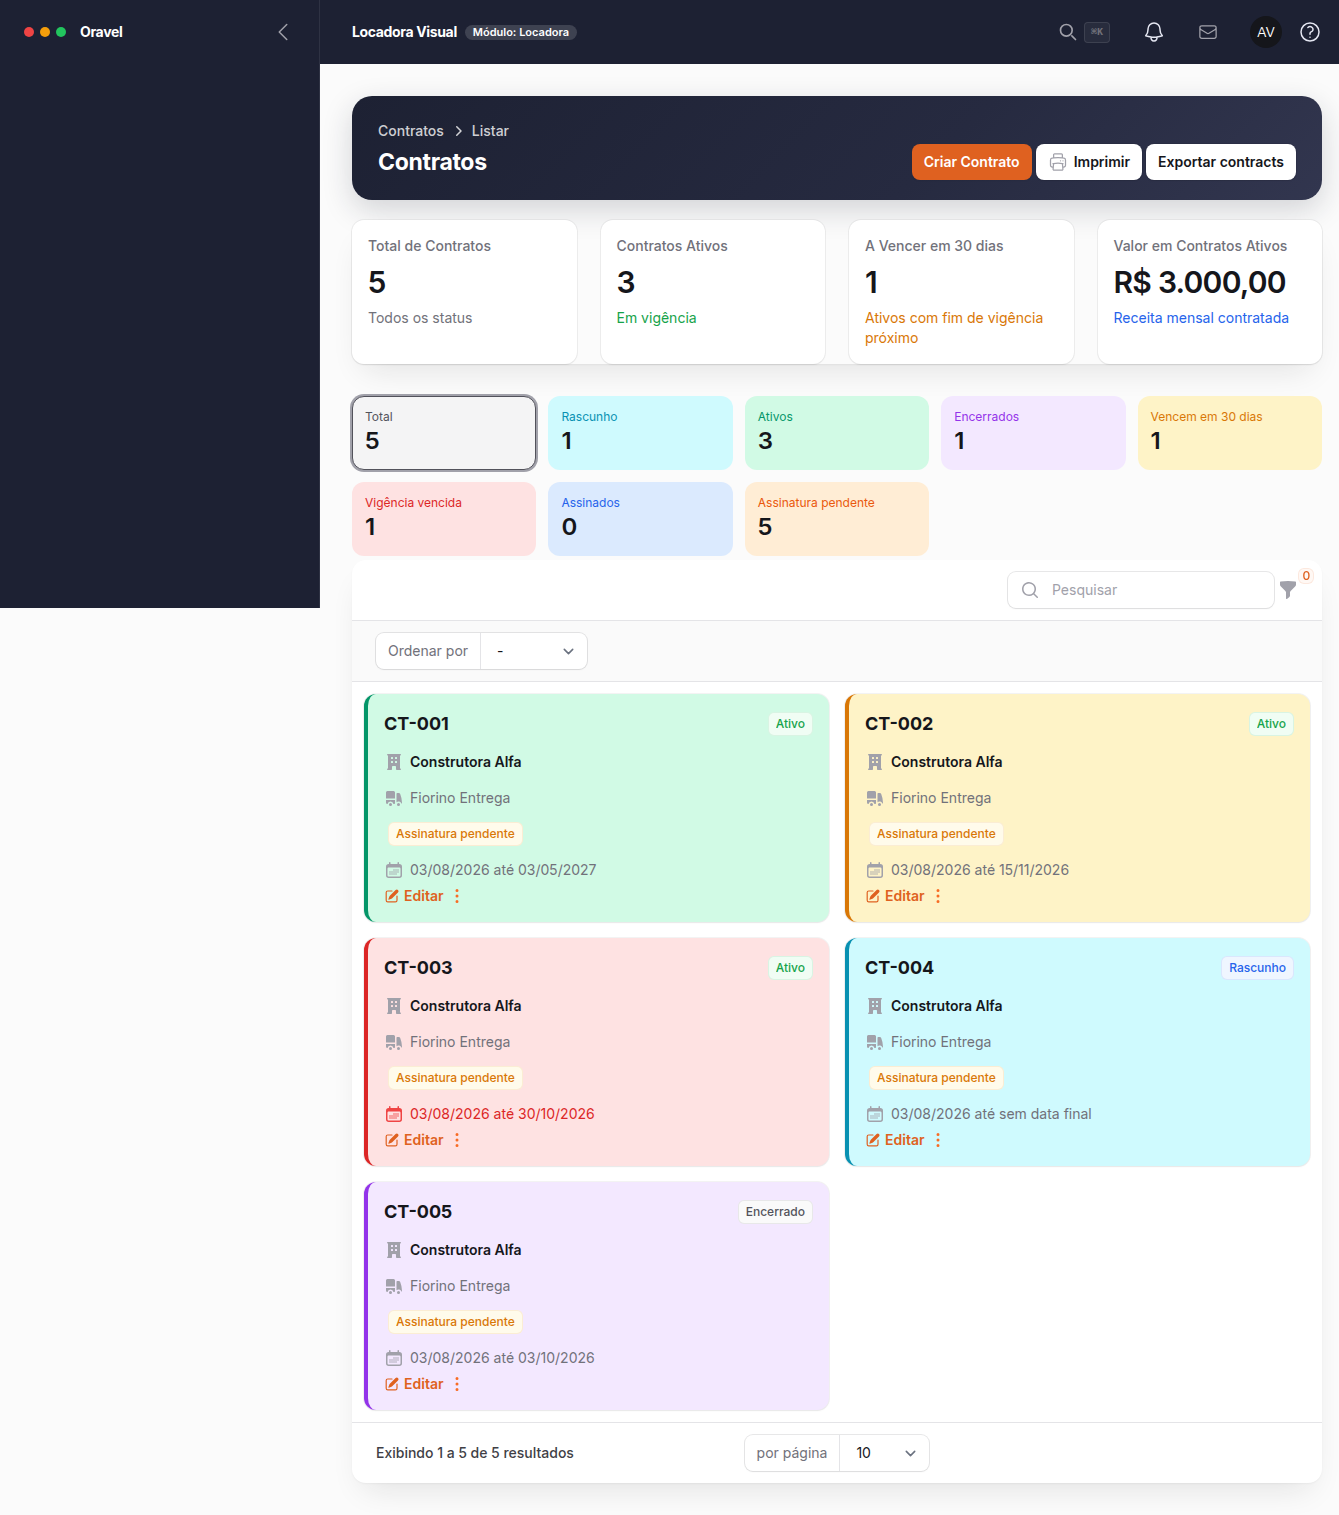 Oravel
Locadora Visual Módulo: Locadora
⌘K
AV
Contratos Listar
Contratos
Criar Contrato Imprimir Exportar contracts
Total de Contratos
5
Todos os status
Contratos Ativos
3
Em vigência
A Vencer em 30 dias
1
Ativos com fim de vigência
próximo
Valor em Contratos Ativos
R$ 3.000,00
Receita mensal contratada
Total
5
Rascunho
1
Ativos
3
Encerrados
1
Vencem em 30 dias
1
Vigência vencida
1
Assinados
0
Assinatura pendente
5
Pesquisar
0
Ordenar por -
CT-001 Ativo
Construtora Alfa
Fiorino Entrega
Assinatura pendente
03/08/2026 até 03/05/2027
Editar
CT-002 Ativo
Construtora Alfa
Fiorino Entrega
Assinatura pendente
03/08/2026 até 15/11/2026
Editar
CT-003 Ativo
Construtora Alfa
Fiorino Entrega
Assinatura pendente
03/08/2026 até 30/10/2026
Editar
CT-004 Rascunho
Construtora Alfa
Fiorino Entrega
Assinatura pendente
03/08/2026 até sem data final
Editar
CT-005 Encerrado
Construtora Alfa
Fiorino Entrega
Assinatura pendente
03/08/2026 até 03/10/2026
Editar
Exibindo 1 a 5 de 5 resultados
por página 10